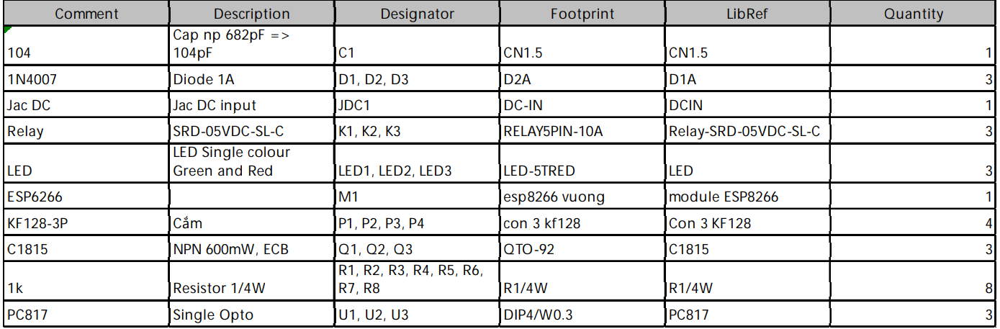 Comment Description Designator Footprint LibRef Quantity
Cap np 682pF =>
104 104pF C1 CN1.5 CN1.5 1
1N4007 Diode 1A D1, D2, D3 D2A D1A 3
Jac DC Jac DC input JDC1 DC-IN DCIN 1
Relay SRD-05VDC-SL-C K1, K2, K3 RELAY5PIN-10A Relay-SRD-05VDC-SL-C 3
LED Single colour
LED Green and Red LED1, LED2, LED3 LED-5TRED LED 3
ESP6266 M1 esp8266 vuong module ESP8266 1
KF128-3P Cắm P1, P2, P3, P4 con 3 kf128 Con 3 KF128 4
C1815 NPN 600mW, ECB Q1, Q2, Q3 QTO-92 C1815 3
R1, R2, R3, R4, R5, R6,
1k Resistor 1/4W R7, R8 R1/4W R1/4W 8
PC817 Single Opto U1, U2, U3 DIP4/W0.3 PC817 3